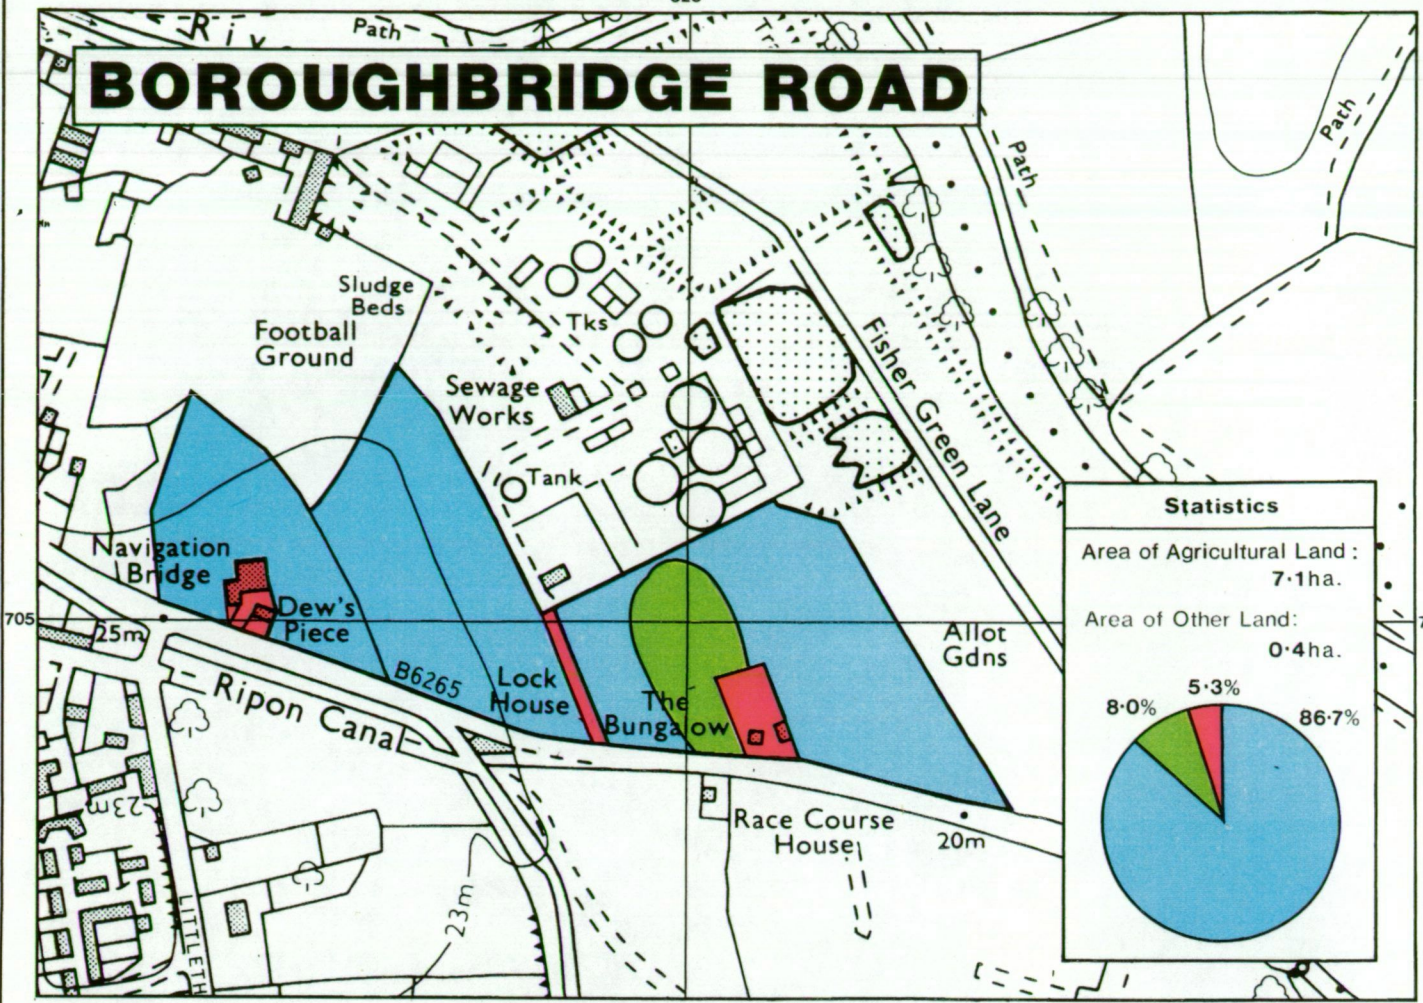 Path
BOROUGHBRIDGE ROAD
Path
Path
Sludge
Beds
Football
Ground
Tks
Fisher Green Lane
Sewage
Works
Tank
Navigation
Bridge
Dew's
Piece
705
25m
B6265
Ripon Canal
Lock
House
The
Bungalow
Allot
Gdns
Race Course
House
20m
23m
23m
LITTLETH
Statistics
Area of Agricultural Land :
7·1ha.
Area of Other Land:
0·4ha.
8·0%
5·3%
86·7%